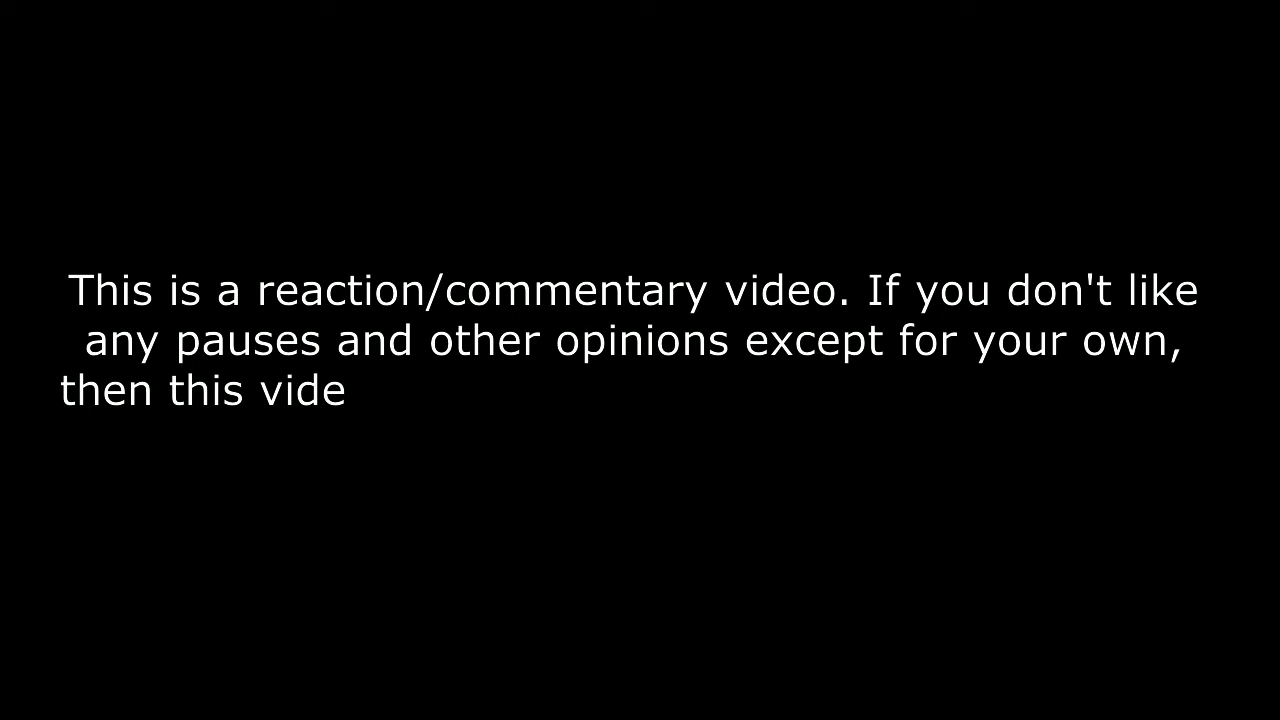 This is a reaction/commentary video. If you don't like
any pauses and other opinions except for your own,
then this vide